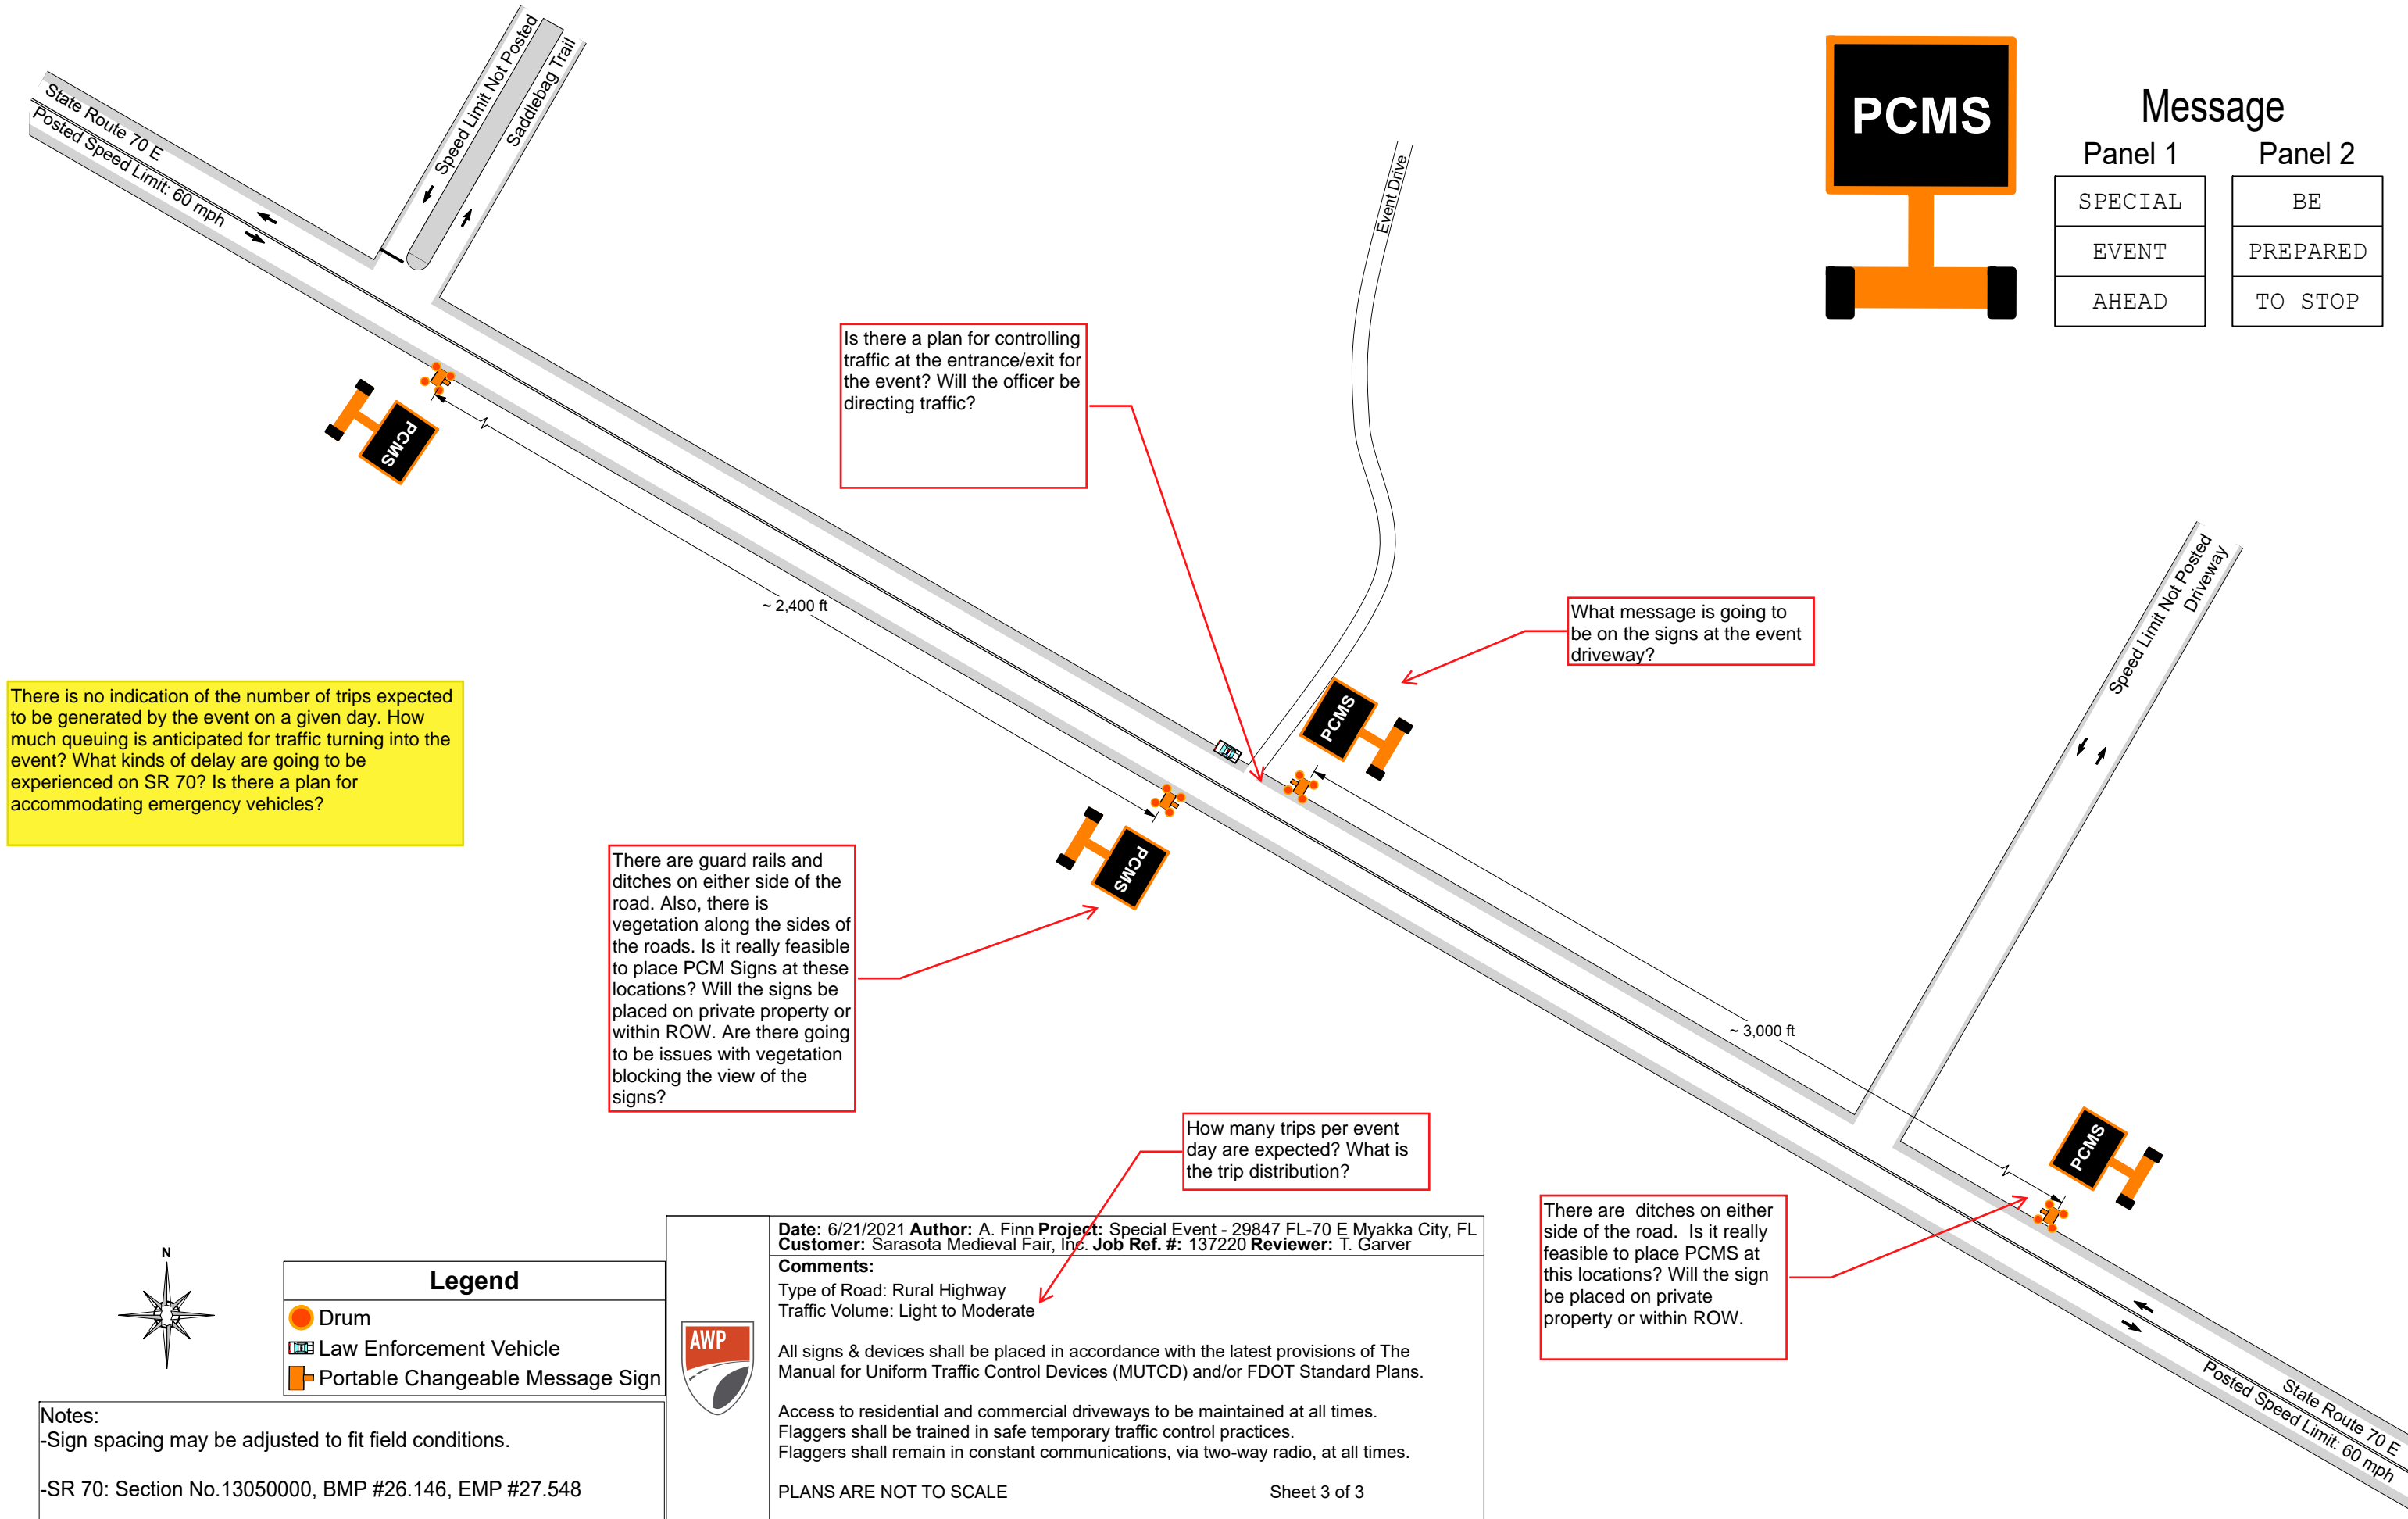 Speed Limit Not Posted
Saddlebag Trail
State Route 70 E
Posted Speed Limit: 60 mph
PCMS
Message
Panel 1
Panel 2
SPECIAL
EVENT
AHEAD
BE
PREPARED
TO STOP
Event Drive
Is there a plan for controlling
traffic at the entrance/exit for
the event? Will the officer be
directing traffic?
PCMS
~ 2,400 ft
What message is going to
be on the signs at the event
driveway?
Speed Limit Not Posted
Driveway
There is no indication of the number of trips expected
to be generated by the event on a given day. How
much queuing is anticipated for traffic turning into the
event? What kinds of delay are going to be
experienced on SR 70? Is there a plan for
accommodating emergency vehicles?
PCMS
PCMS
There are guard rails and
ditches on either side of the
road. Also, there is
vegetation along the sides of
the roads. Is it really feasible
to place PCM Signs at these
locations? Will the signs be
placed on private property or
within ROW. Are there going
to be issues with vegetation
blocking the view of the
signs?
~ 3,000 ft
PCMS
How many trips per event
day are expected? What is
the trip distribution?
There are  ditches on either
side of the road.  Is it really
feasible to place PCMS at
this locations? Will the sign
be placed on private
property or within ROW.
State Route 70 E
Posted Speed Limit: 60 mph
N
Legend
Drum
Law Enforcement Vehicle
Portable Changeable Message Sign
Notes:
-Sign spacing may be adjusted to fit field conditions.
-SR 70: Section No.13050000, BMP #26.146, EMP #27.548
AWP
Date: 6/21/2021 Author: A. Finn Project: Special Event - 29847 FL-70 E Myakka City, FL
Customer: Sarasota Medieval Fair, Inc. Job Ref. #: 137220 Reviewer: T. Garver
Comments:
Type of Road: Rural Highway
Traffic Volume: Light to Moderate
All signs & devices shall be placed in accordance with the latest provisions of The
Manual for Uniform Traffic Control Devices (MUTCD) and/or FDOT Standard Plans.
Access to residential and commercial driveways to be maintained at all times.
Flaggers shall be trained in safe temporary traffic control practices.
Flaggers shall remain in constant communications, via two-way radio, at all times.
PLANS ARE NOT TO SCALE
Sheet 3 of 3